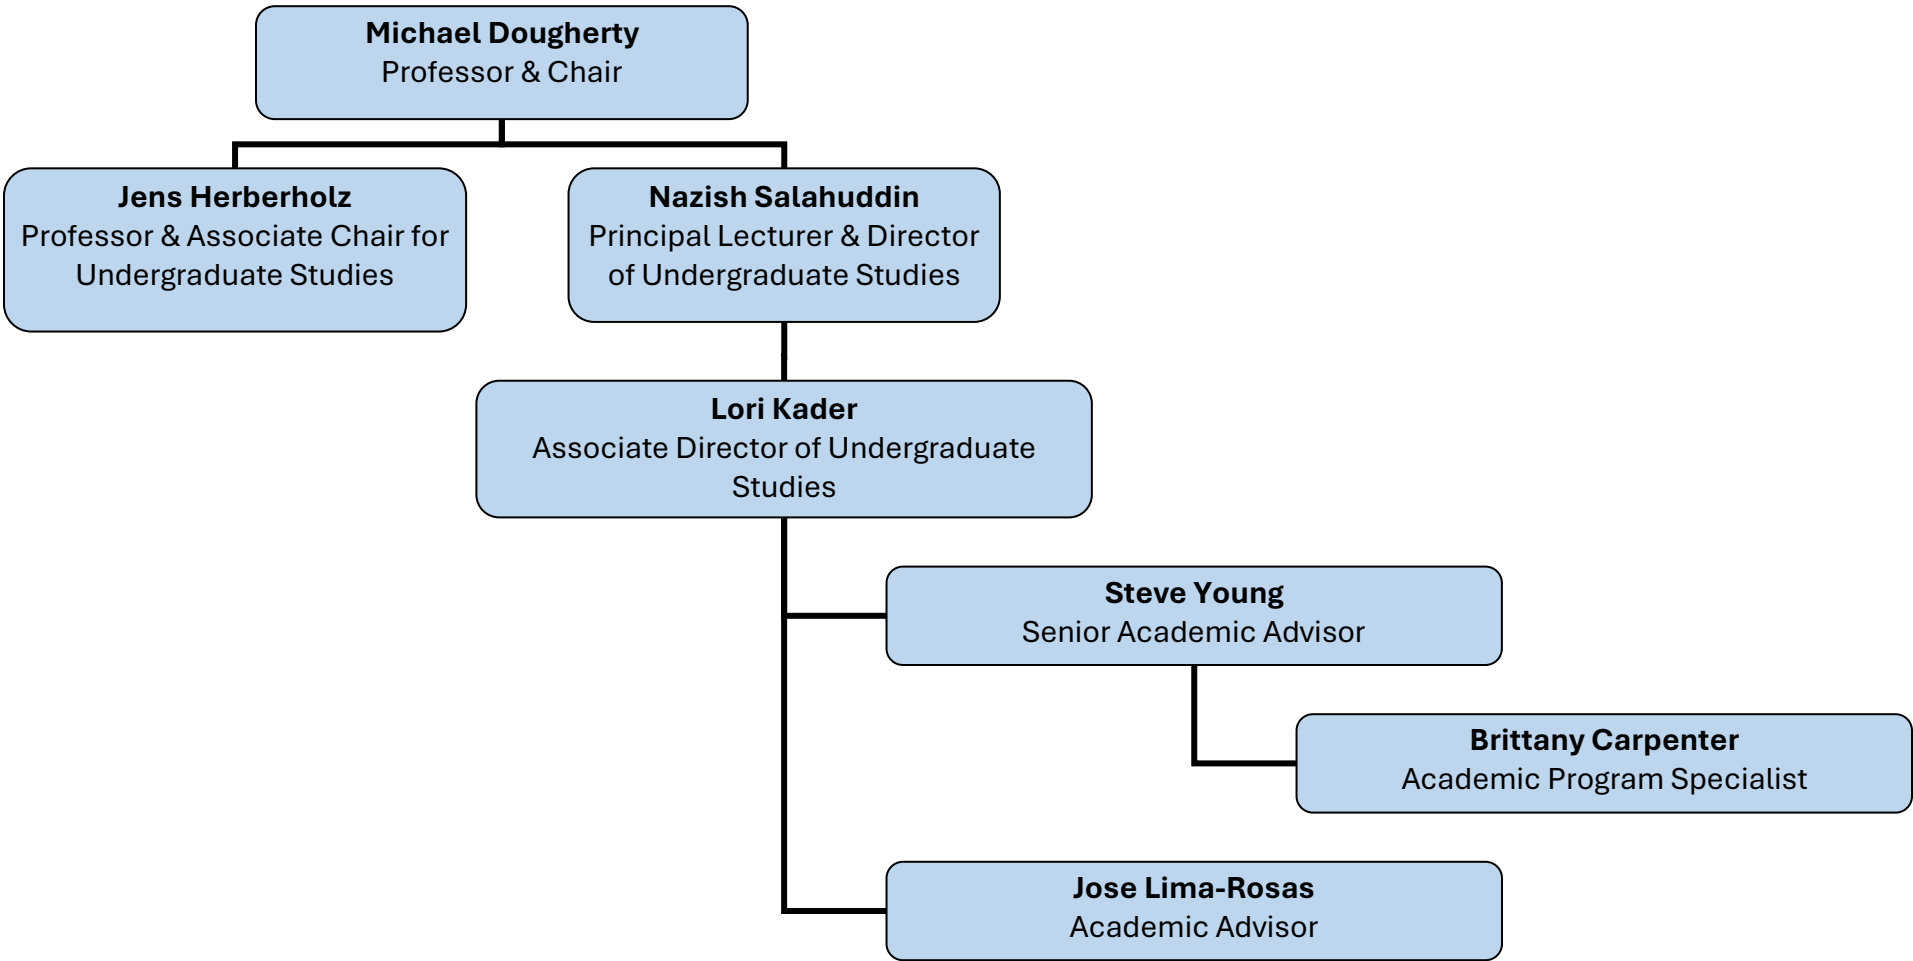 Michael Dougherty
Professor & Chair
Jens Herberholz
Professor & Associate Chair for
Undergraduate Studies
Nazish Salahuddin
Principal Lecturer & Director
of Undergraduate Studies
Lori Kader
Associate Director of Undergraduate
Studies
Steve Young
Senior Academic Advisor
Brittany Carpenter
Academic Program Specialist
Jose Lima-Rosas
Academic Advisor